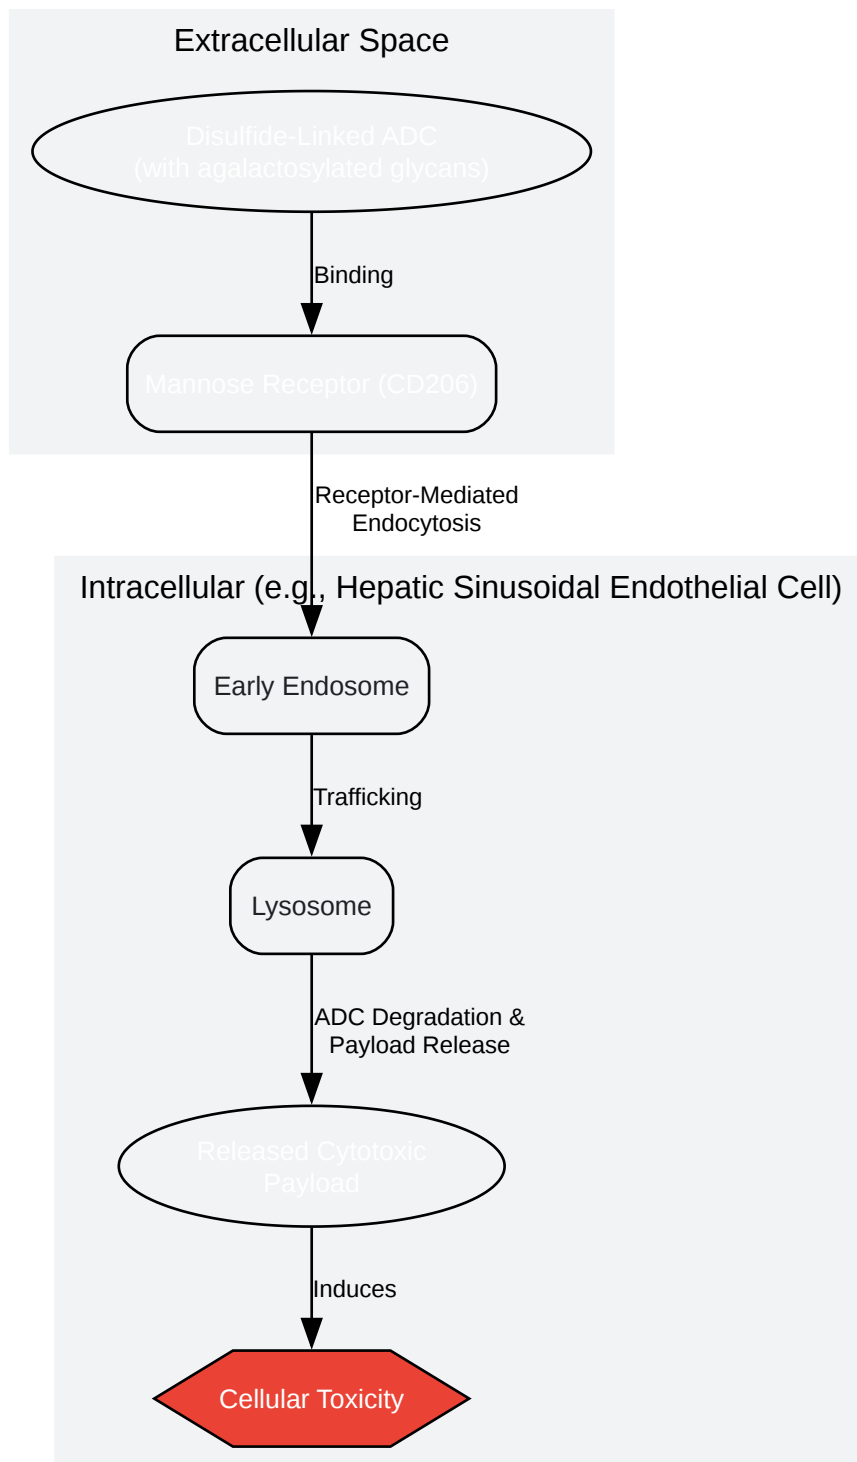 Extracellular Space
Disulfide-Linked ADC
(with agalactosylated glycans)
Binding
Mannose Receptor (CD206)
Receptor-Mediated
Endocytosis
Intracellular (e.g., Hepatic Sinusoidal Endothelial Cell)
Early Endosome
Trafficking
Lysosome
ADC Degradation &
Payload Release
Released Cytotoxic
Payload
Induces
Cellular Toxicity